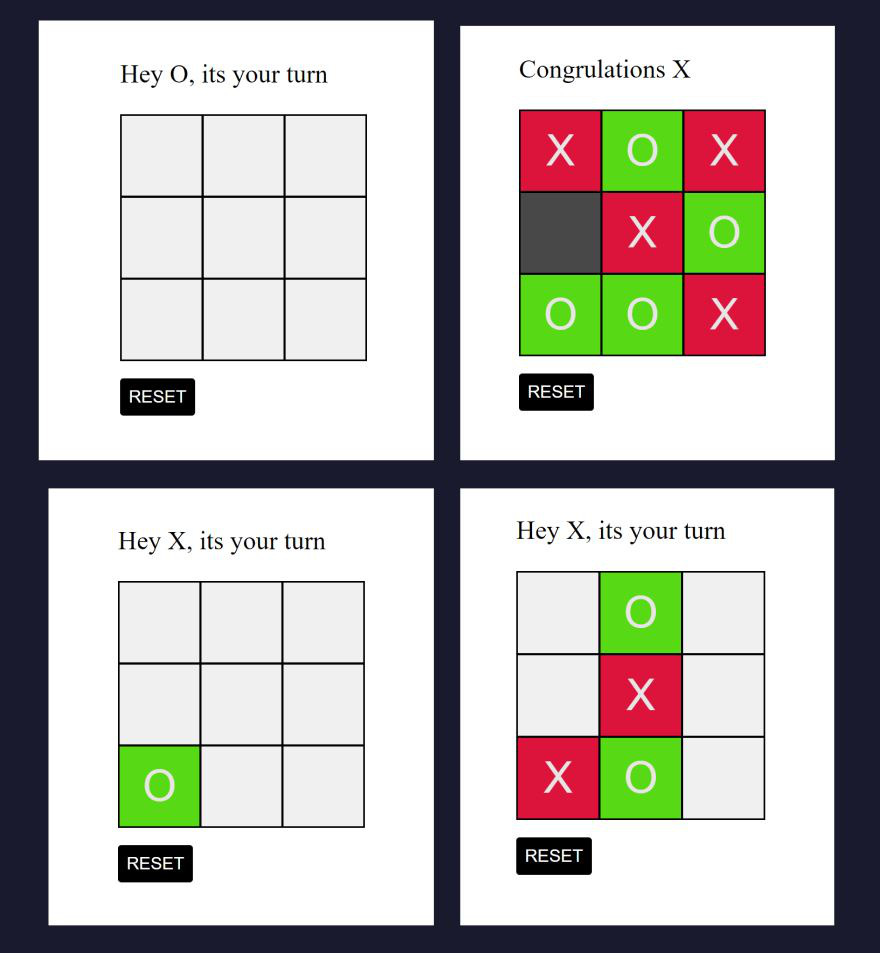 Hey O, its your turn
RESET
Congrulations X
X O X
X O
O O X
RESET
Hey X, its your turn
O
RESET
Hey X, its your turn
O
X
X O
RESET